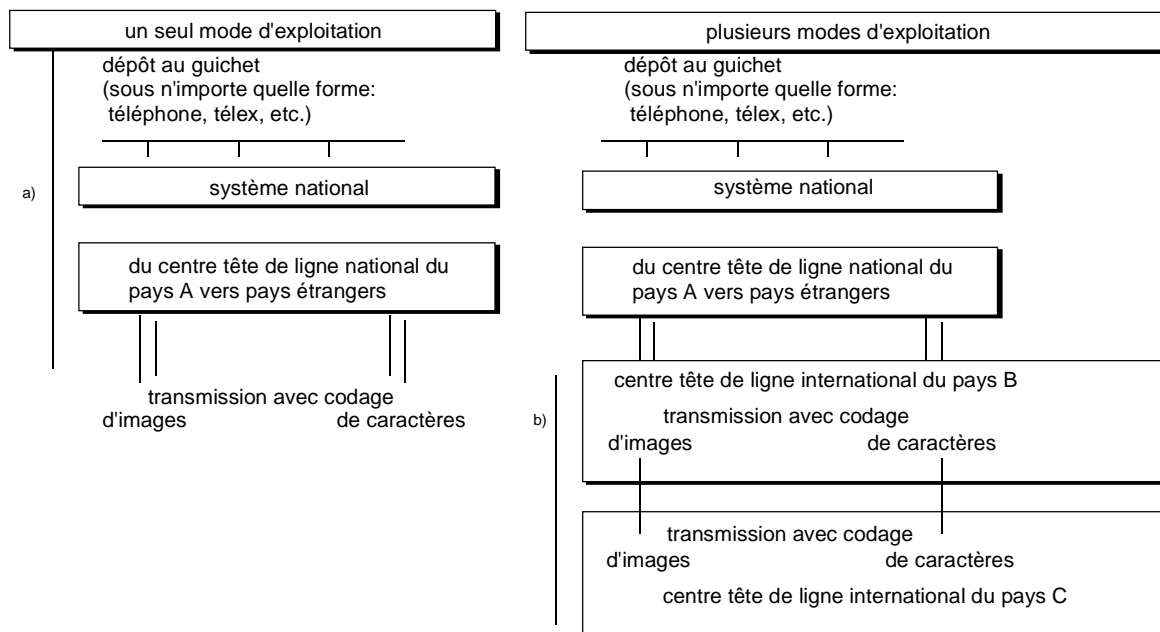 un seul mode d'exploitation
dépôt au guichet
(sous n'importe quelle forme:
téléphone, télex, etc.)
a)
système national
du centre tête de ligne national du
pays A vers pays étrangers
transmission avec codage
d'images
de caractères
plusieurs modes d'exploitation
dépôt au guichet
(sous n'importe quelle forme:
téléphone, télex, etc.)
système national
du centre tête de ligne national du
pays A vers pays étrangers
b)
centre tête de ligne international du pays B
transmission avec codage
d'images
de caractères
transmission avec codage
d'images
de caractères
centre tête de ligne international du pays C